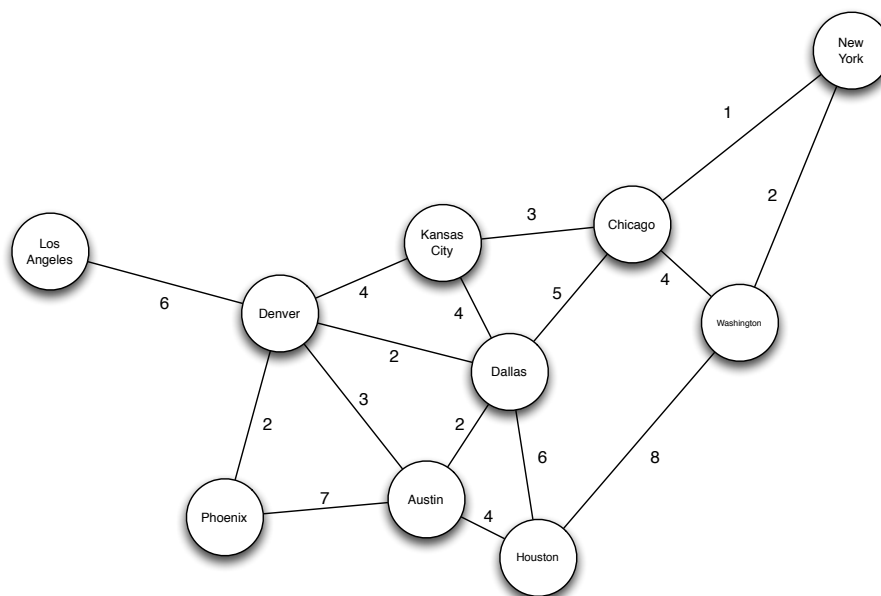 New
York
1
2
Kansas
City
3
Chicago
Los
Angeles
6
4
4
5
4
Denver
Washington
2
Dallas
3
2
2
6
8
Phoenix
7
Austin
4
Houston